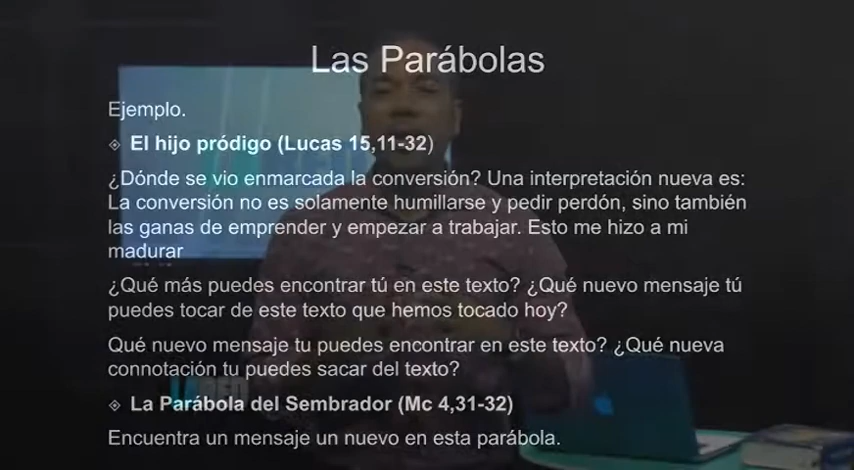 Las Parábolas
Ejemplo.
El hijo pródigo (Lucas 15,11-32)
¿Dónde se vio enmarcada la conversión? Una interpretación nueva es:
La conversión no es solamente humillarse y pedir perdón, sino también
las ganas de emprender y empezar a trabajar. Esto me hizo a mi
madurar
¿Qué más puedes encontrar tú en este texto? ¿Qué nuevo mensaje tú
puedes tocar de este texto que hemos tocado hoy?
Qué nuevo mensaje tu puedes encontrar en este texto? ¿Qué nueva
connotación tu puedes sacar del texto?
La Parábola del Sembrador (Mc 4,31-32)
Encuentra un mensaje un nuevo en esta parábola.